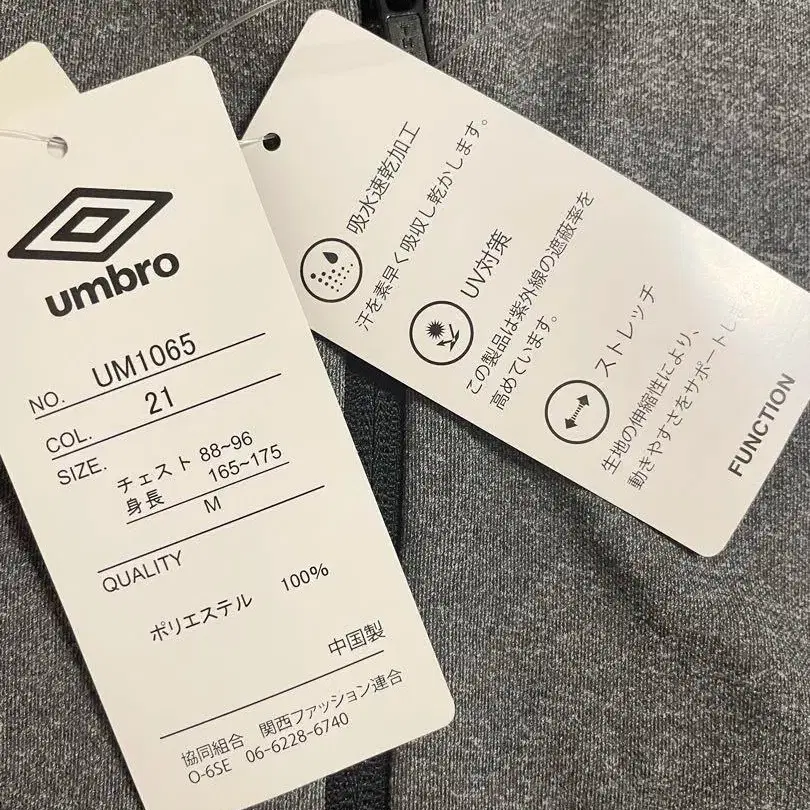 umbro
NO. UM1065
COL. 21
SIZE.
チェスト 88~96
身長 165~175
M
QUALITY
ポリエステル 100%
中国製
協同組合 関西ファッション連合
O-6SE 06-6228-6740
吸水速乾加工
汗を素早く吸収し乾かします。
UV対策
この製品は紫外線の遮蔽率を
高めています。
ストレッチ
生地の伸縮性により、
動きやすさをサポートします。
FUNCTION